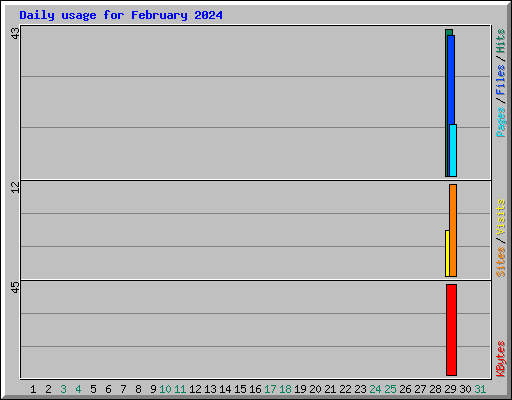 Daily usage for February 2024
43
12
45
Pages / Files / Hits
Sites / Visits
KBytes
1 2 3 4 5 6 7 8 9 10 11 12 13 14 15 16 17 18 19 20 21 22 23 24 25 26 27 28 29 30 31